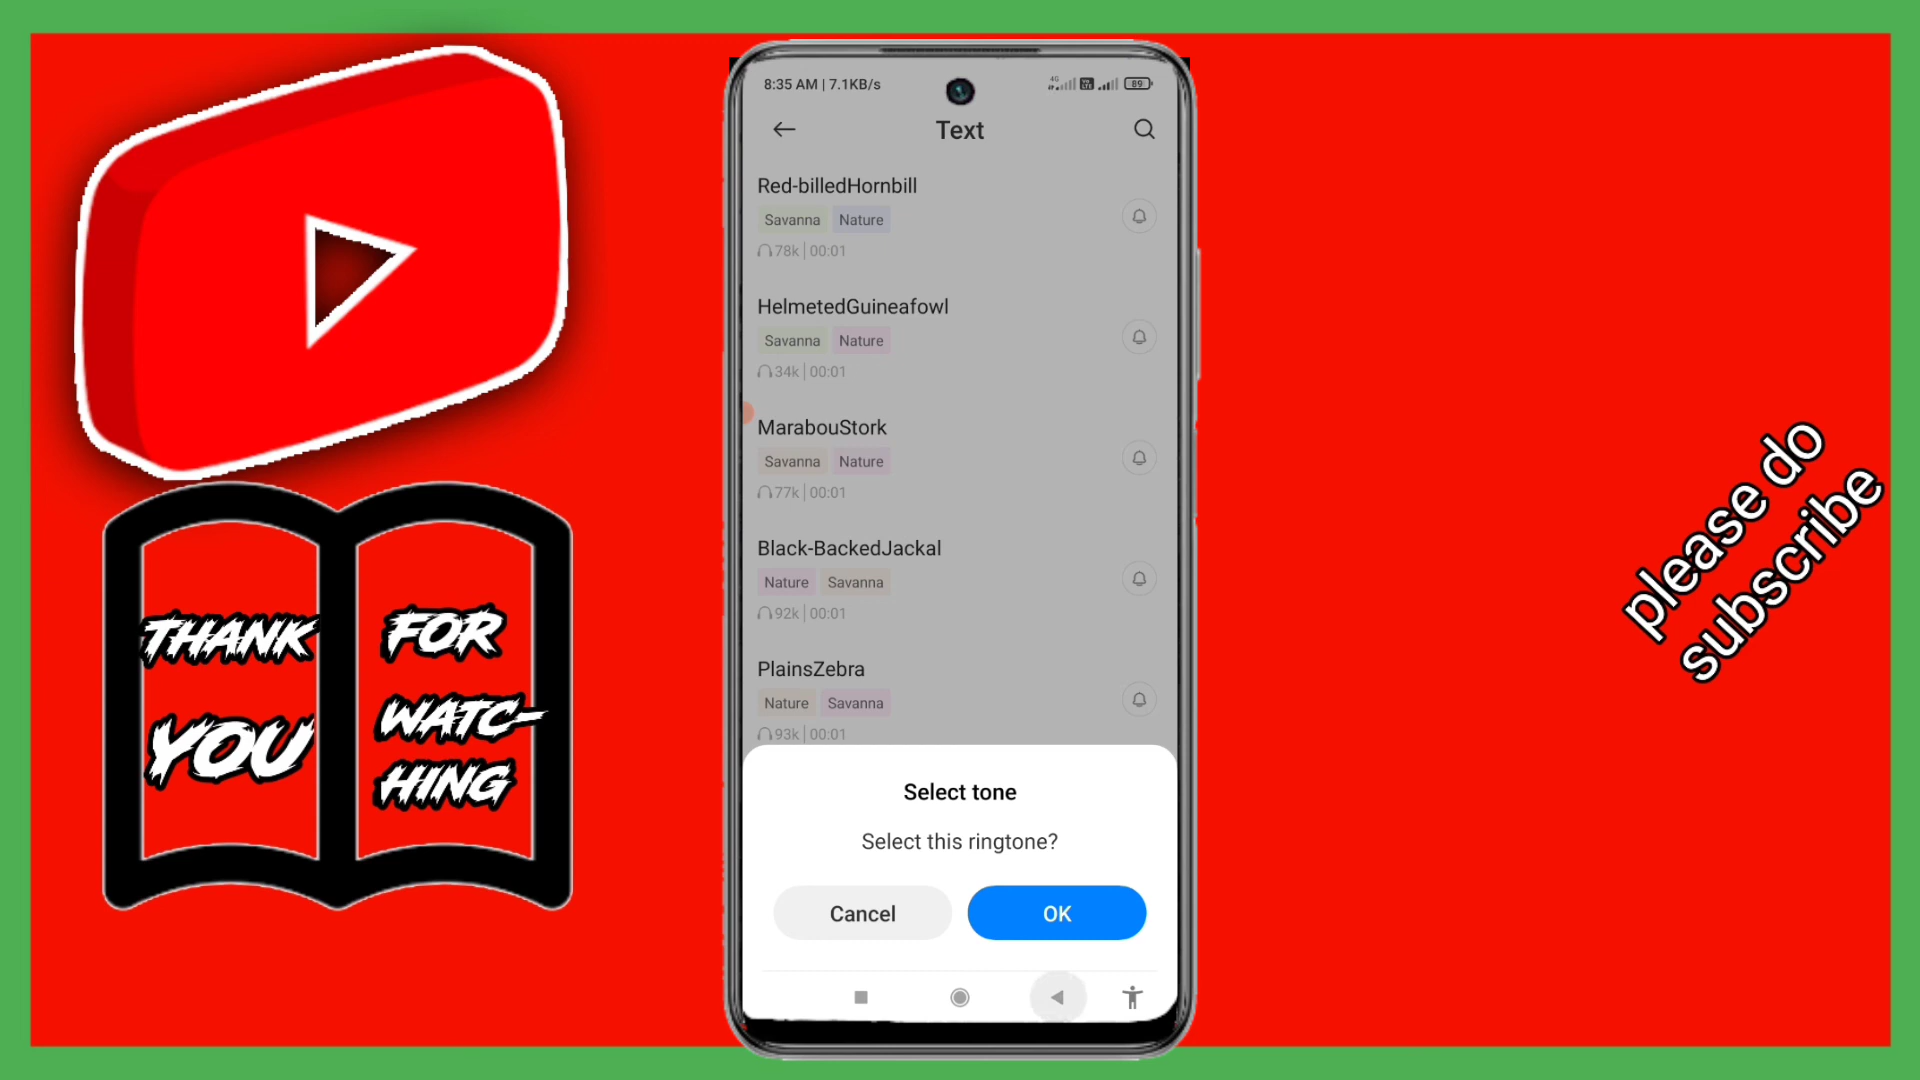 8:35 AM | 7.1KB/s
4G
89
Text
Red-billedHornbill
Savanna Nature
78k | 00:01
HelmetedGuineafowl
Savanna Nature
34k | 00:01
MarabouStork
Savanna Nature
77k | 00:01
Black-BackedJackal
Nature Savanna
92k | 00:01
PlainsZebra
Nature Savanna
93k | 00:01
Select tone
Select this ringtone?
Cancel OK
THANK
YOU
FOR
WATC-
HING
please do
subscribe